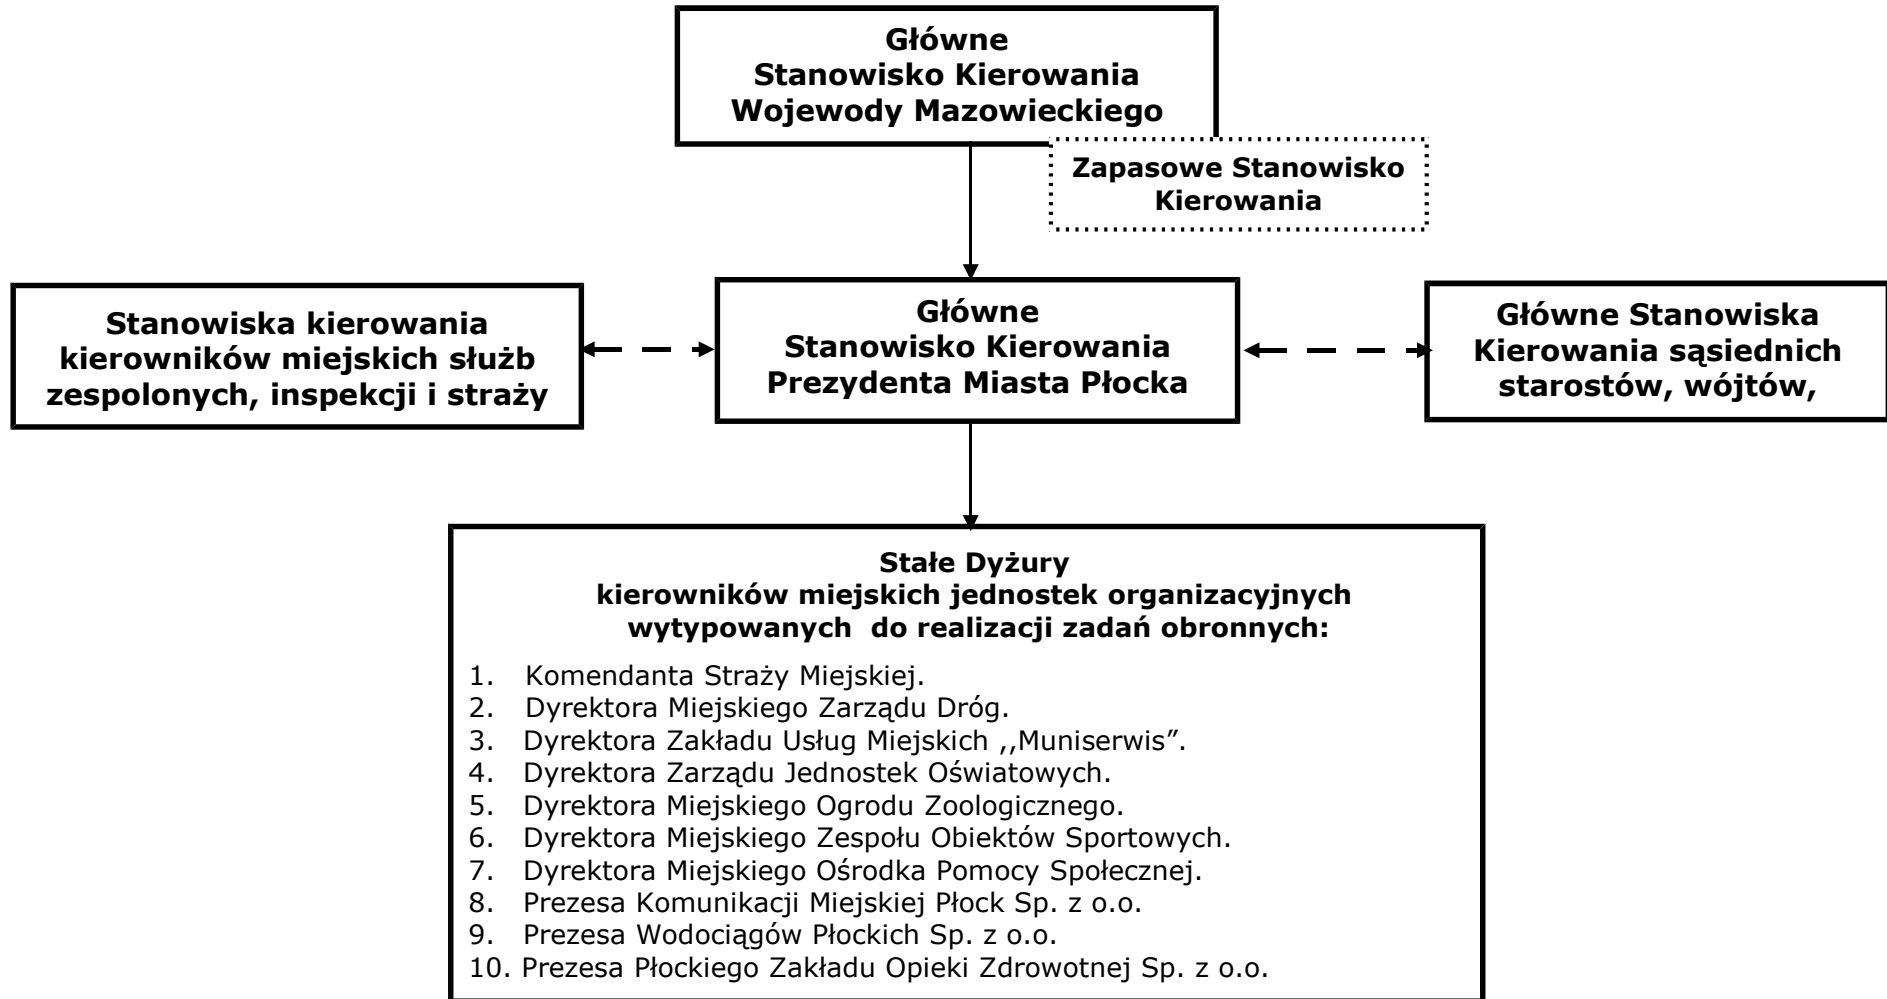 Główne
Stanowisko Kierowania
Wojewody Mazowieckiego
Zapasowe Stanowisko
Kierowania
Stanowiska kierowania
kierowników miejskich służb
zespolonych, inspekcji i straży
Główne
Stanowisko Kierowania
Prezydenta Miasta Płocka
Główne Stanowiska
Kierowania sąsiednich
starostów, wójtów,
Stałe Dyżury
kierowników miejskich jednostek organizacyjnych
wytypowanych do realizacji zadań obronnych:
1. Komendanta Straży Miejskiej.
2. Dyrektora Miejskiego Zarządu Dróg.
3. Dyrektora Zakładu Usług Miejskich ,,Muniserwis”.
4. Dyrektora Zarządu Jednostek Oświatowych.
5. Dyrektora Miejskiego Ogrodu Zoologicznego.
6. Dyrektora Miejskiego Zespołu Obiektów Sportowych.
7. Dyrektora Miejskiego Ośrodka Pomocy Społecznej.
8. Prezesa Komunikacji Miejskiej Płock Sp. z o.o.
9. Prezesa Wodociągów Płockich Sp. z o.o.
10. Prezesa Płockiego Zakładu Opieki Zdrowotnej Sp. z o.o.